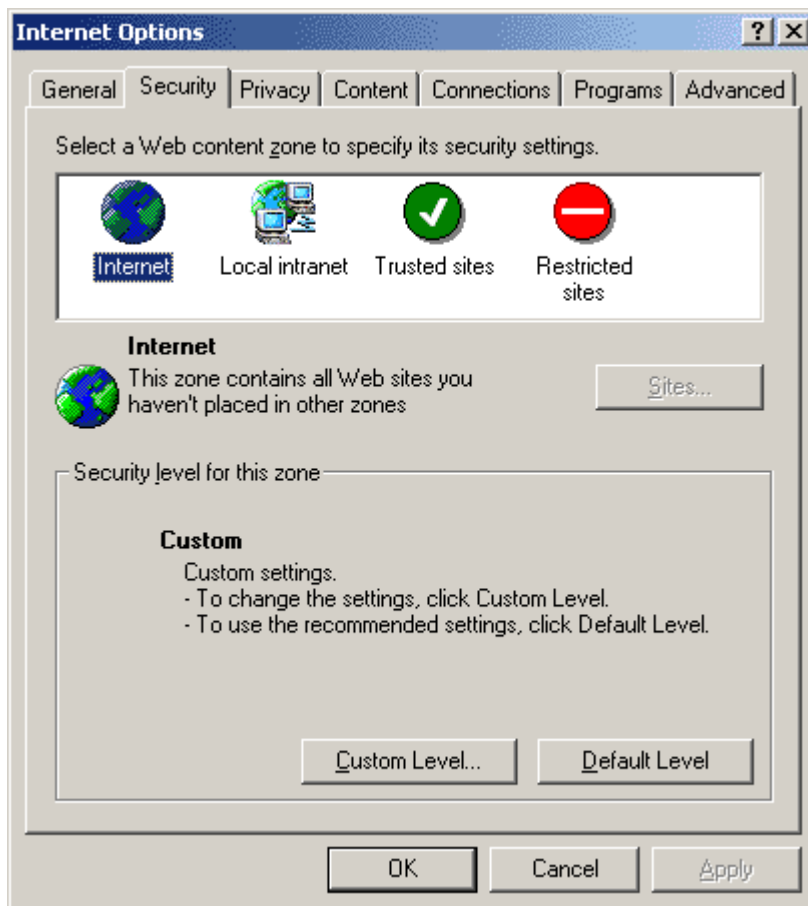 Internet Options
General Security Privacy Content Connections Programs Advanced
Select a Web content zone to specify its security settings.
Internet Local intranet Trusted sites Restricted
sites
Internet
This zone contains all Web sites you
haven't placed in other zones
Sites...
Security level for this zone
Custom
Custom settings.
- To change the settings, click Custom Level.
- To use the recommended settings, click Default Level.
Custom Level... Default Level
OK Cancel Apply